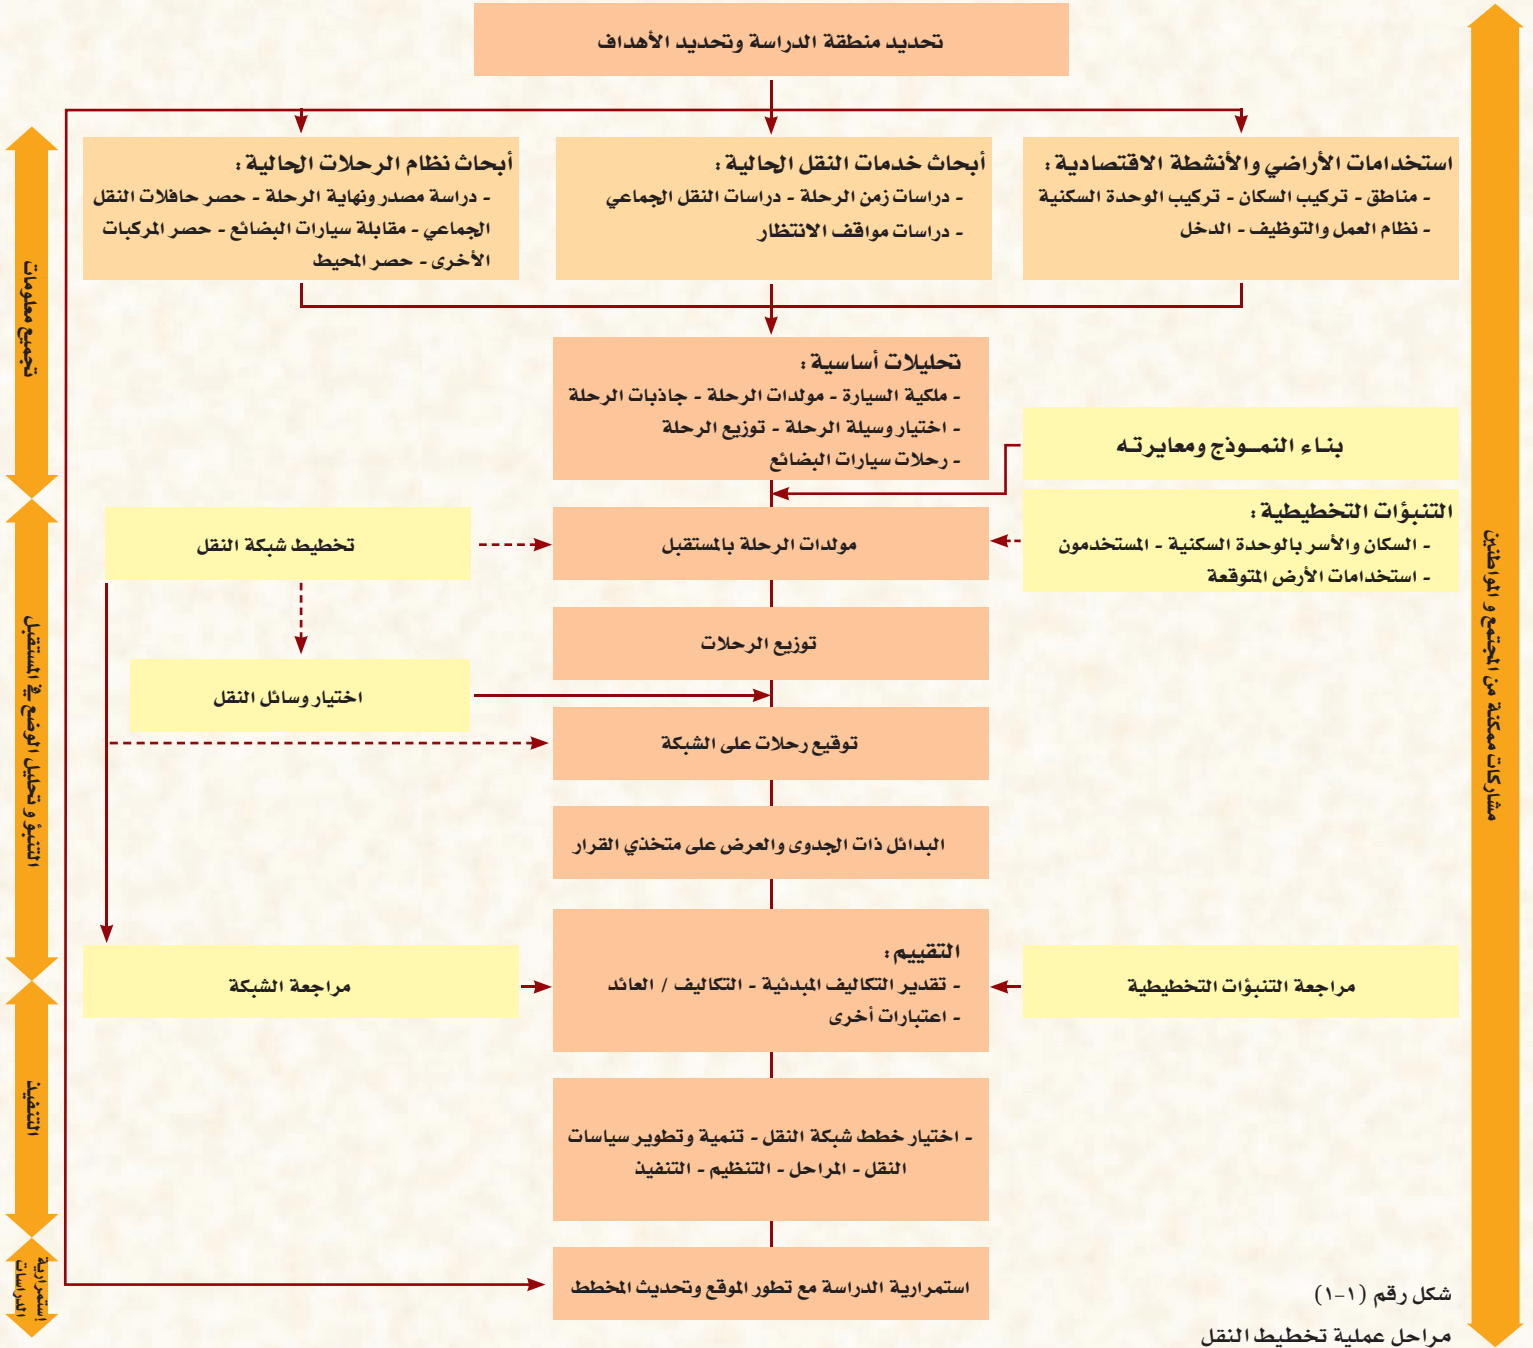 تحديد منطقة الدراسة وتحديد الأهداف
استخدامات الأراضي والأنشطة الاقتصادية :
- مناطق - تركيب السكان - تركيب الوحدة السكنية
- نظام العمل والتوظيف - الدخل
أبحاث خدمات النقل الحالية :
- دراسات زمن الرحلة - دراسات النقل الجماعي
- دراسات مواقف الانتظار
أبحاث نظام الرحلات الحالية :
- دراسة مصدر ونهاية الرحلة - حصر حافلات النقل
الجماعي - مقابلة سيارات البضائع - حصر المركبات
الأخرى - حصر المحيط
تحليلات أساسية :
- ملكية السيارة - مولدات الرحلة - جاذبات الرحلة
- اختيار وسيلة الرحلة - توزيع الرحلة
- رحلات سيارات البضائع
بناء النمــوذج ومعايرتـه
التنبؤات التخطيطية :
- السكان والأسر بالوحدة السكنية - المستخدمون
- استخدامات الأرض المتوقعة
مولدات الرحلة بالمستقبل
تخطيط شبكة النقل
توزيع الرحلات
اختيار وسائل النقل
توقيع رحلات على الشبكة
البدائل ذات الجدوى والعرض على متخذي القرار
التقييم :
- تقدير التكاليف المبدئية - التكاليف / العائد
- اعتبارات أخرى
مراجعة التنبؤات التخطيطية
مراجعة الشبكة
- اختيار خطط شبكة النقل - تنمية وتطوير سياسات
النقل - المراحل - التنظيم - التنفيذ
استمرارية الدراسة مع تطور الموقع وتحديث المخطط
مشاركات ممكنة من المجتمع و المواطنين
تجميع معلومات
التنبؤ و تحليل الوضع في المستقبل
التنفيذ
إستمرارية
الدراسات
شكل رقم (١-١)
مراحل عملية تخطيط النقل